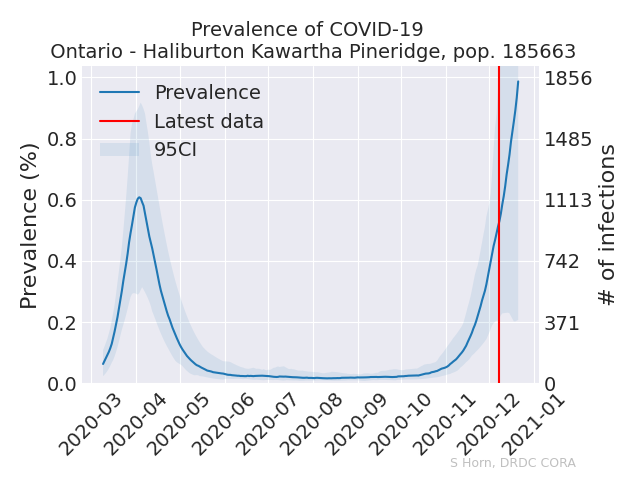 Prevalence of COVID-19
Ontario - Haliburton Kawartha Pineridge, pop. 185663
Prevalence
Latest data
95CI
Prevalence (%)
1.0
0.8
0.6
0.4
0.2
0.0
1856
1485
1113
742
371
0
# of infections
2020-03
2020-04
2020-05
2020-06
2020-07
2020-08
2020-09
2020-10
2020-11
2020-12
2021-01
S Horn, DRDC CORA